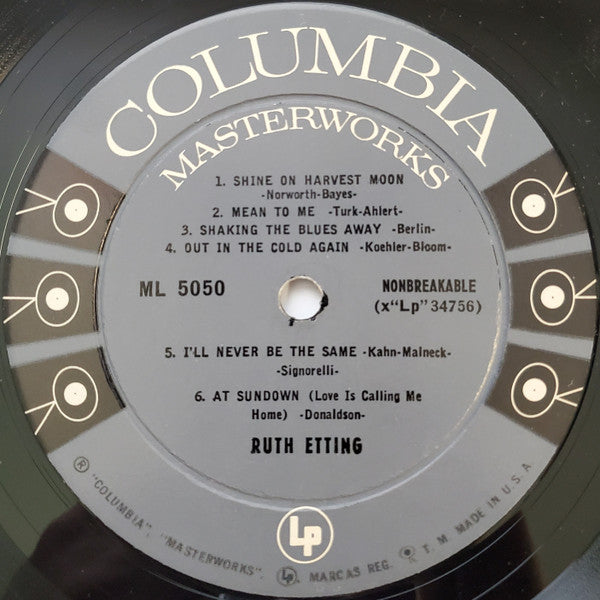 COLUMBIA
MASTERWORKS
1. SHINE ON HARVEST MOON
-Norworth-Bayes-
2. MEAN TO ME -Turk-Ahlert-
3. SHAKING THE BLUES AWAY -Berlin-
4. OUT IN THE COLD AGAIN -Koehler-Bloom-
ML 5050
NONBREAKABLE
(x"Lp" 34756)
5. I'LL NEVER BE THE SAME -Kahn-Malneck-
-Signorelli-
6. AT SUNDOWN (Love Is Calling Me
Home) -Donaldson-
RUTH ETTING
Lp
® "COLUMBIA", "MASTERWORKS", Lp, MARCAS REG. T. M. MADE IN U. S. A.